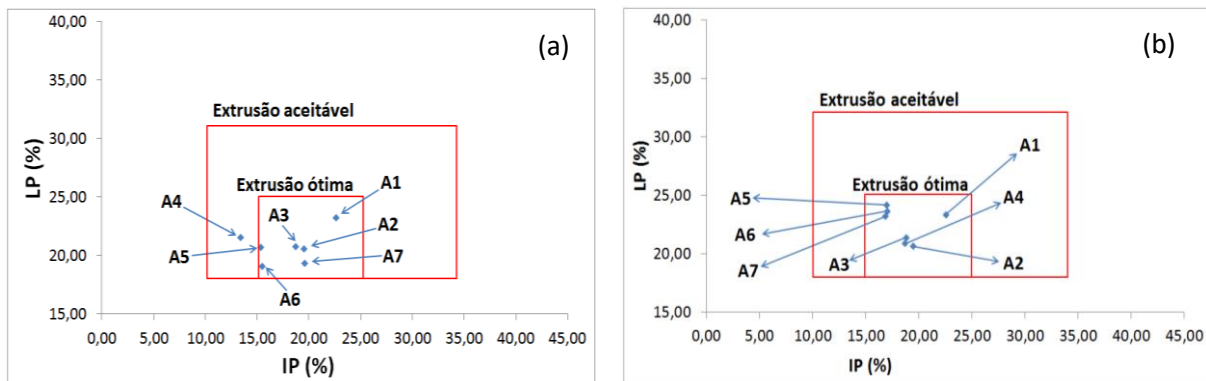 (a)
40,00
35,00
30,00
25,00
20,00
15,00
LP (%)
Extrusão aceitável
Extrusão ótima
A1
A4
A3
A2
A5
A7
A6
0,00 5,00 10,00 15,00 20,00 25,00 30,00 35,00 40,00 45,00
IP (%)
(b)
40,00
35,00
30,00
25,00
20,00
15,00
LP (%)
Extrusão aceitável
A1
Extrusão ótima
A5
A4
A6
A7
A3
A2
0,00 5,00 10,00 15,00 20,00 25,00 30,00 35,00 40,00 45,00
IP (%)